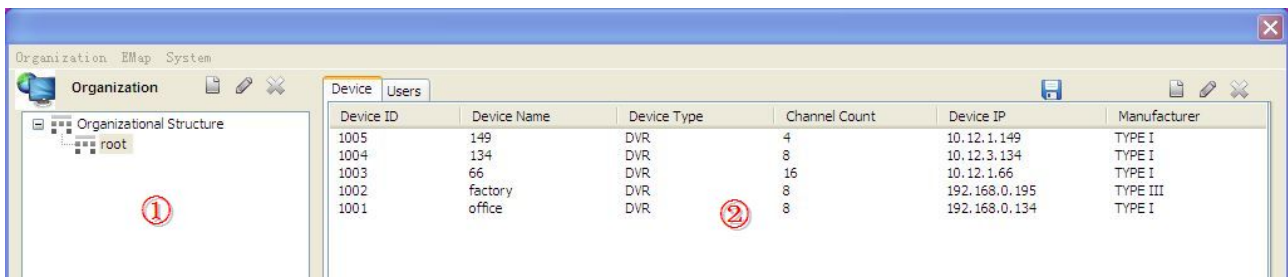 Organization EMap System
Organization
Device Users
Organizational Structure
root
①
Device ID Device Name Device Type Channel Count Device IP Manufacturer
1005 149 DVR 4 10.12.1.149 TYPE I
1004 134 DVR 8 10.12.3.134 TYPE I
1003 66 DVR 16 10.12.1.66 TYPE I
1002 factory DVR 8 192.168.0.195 TYPE III
1001 office DVR 8 192.168.0.134 TYPE I
②